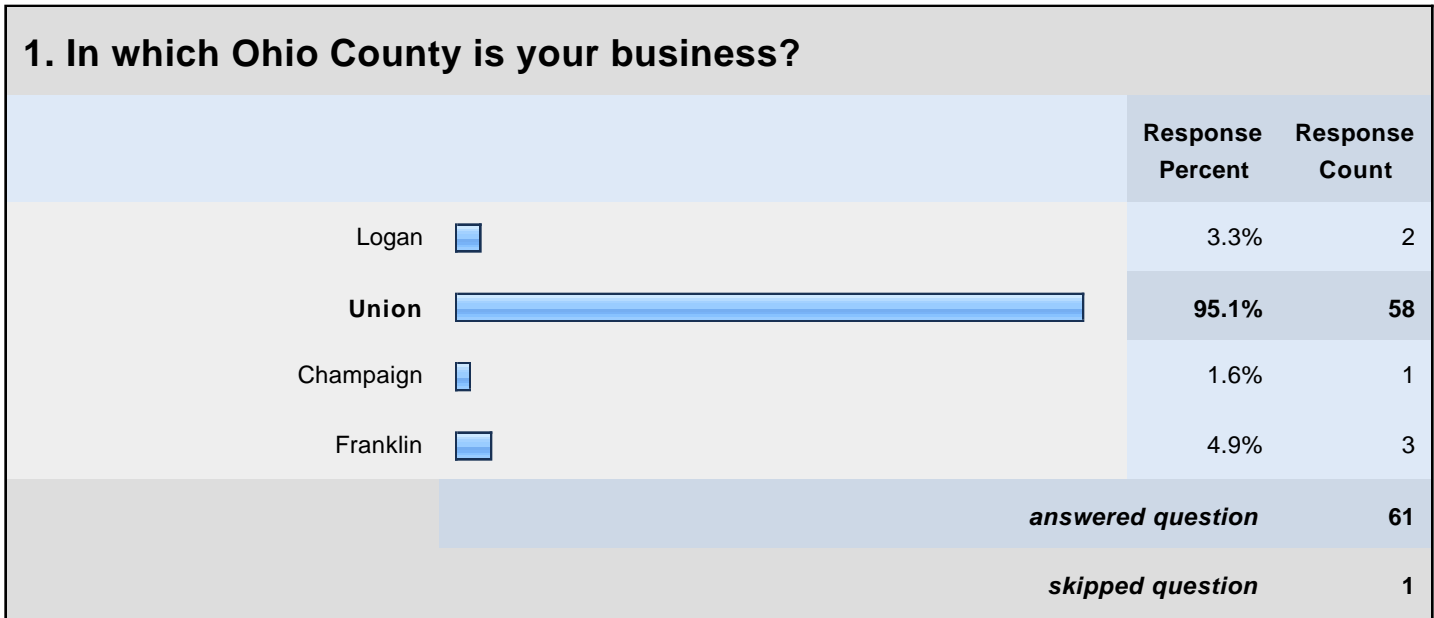 1. In which Ohio County is your business?
Response Percent Response Count
Logan 3.3% 2
Union 95.1% 58
Champaign 1.6% 1
Franklin 4.9% 3
answered question 61
skipped question 1